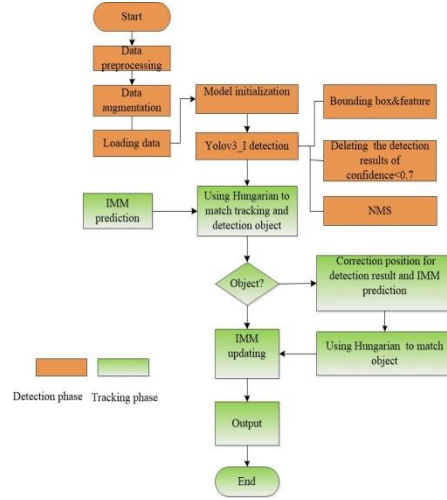 Start
Data
preprocessing
Data
augmentation
Loading data
Model initialization
Yolov3_I detection
Bounding box&feature
Deleting the detection
results of
confidence<0.7
NMS
IMM
prediction
Using Hungarian to
match tracking and
detection object
Object?
Correction position for
detection result and IMM
prediction
Using Hungarian to match
object
IMM
updating
Output
End
Detection phase
Tracking phase